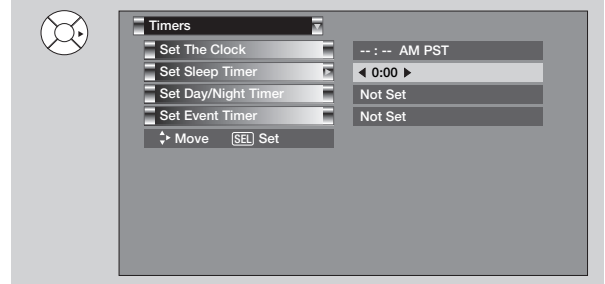 Timers
Set The Clock -- : -- AM PST
Set Sleep Timer ◀ 0:00 ▶
Set Day/Night Timer Not Set
Set Event Timer Not Set
Move SEL Set